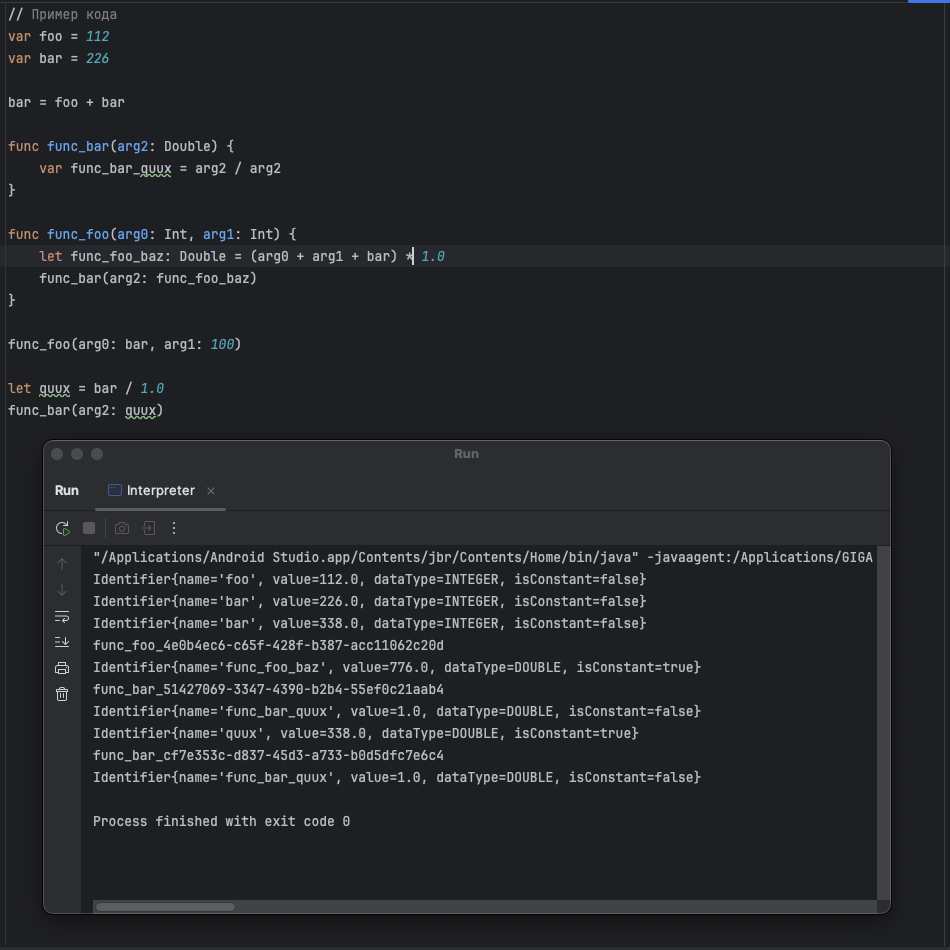 // Пример кода
var foo = 112
var bar = 226
bar = foo + bar
func func_bar(arg2: Double) {
    var func_bar_quux = arg2 / arg2
}
func func_foo(arg0: Int, arg1: Int) {
    let func_foo_baz: Double = (arg0 + arg1 + bar) * 1.0
    func_bar(arg2: func_foo_baz)
}
func_foo(arg0: bar, arg1: 100)
let quux = bar / 1.0
func_bar(arg2: quux)
Run
Run Interpreter
"/Applications/Android Studio.app/Contents/jbr/Contents/Home/bin/java" -javaagent:/Applications/GIGA
Identifier{name='foo', value=112.0, dataType=INTEGER, isConstant=false}
Identifier{name='bar', value=226.0, dataType=INTEGER, isConstant=false}
Identifier{name='bar', value=338.0, dataType=INTEGER, isConstant=false}
func_foo_4e0b4ec6-c65f-428f-b387-acc11062c20d
Identifier{name='func_foo_baz', value=776.0, dataType=DOUBLE, isConstant=true}
func_bar_51427069-3347-4390-b2b4-55ef0c21aab4
Identifier{name='func_bar_quux', value=1.0, dataType=DOUBLE, isConstant=false}
Identifier{name='quux', value=338.0, dataType=DOUBLE, isConstant=true}
func_bar_cf7e353c-d837-45d3-a733-b0d5dfc7e6c4
Identifier{name='func_bar_quux', value=1.0, dataType=DOUBLE, isConstant=false}
Process finished with exit code 0